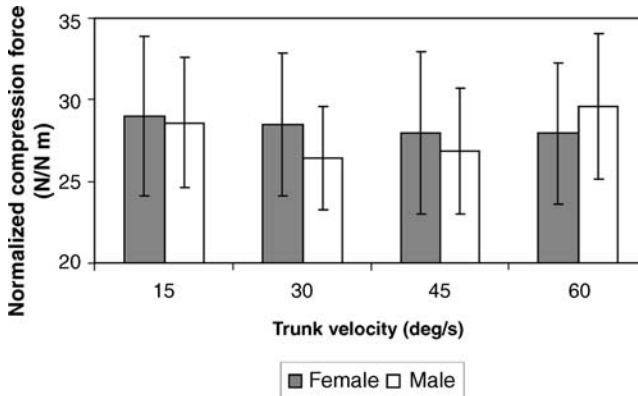 Normalized compression force
(N/N m)
35
30
25
20
15 30 45 60
Trunk velocity (deg/s)
Female Male